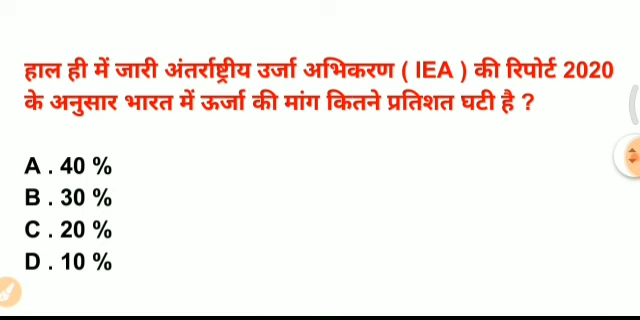 हाल ही में जारी अंतर्राष्ट्रीय उर्जा अभिकरण ( IEA ) की रिपोर्ट 2020
के अनुसार भारत में ऊर्जा की मांग कितने प्रतिशत घटी है ?
A . 40 %
B . 30 %
C . 20 %
D . 10 %